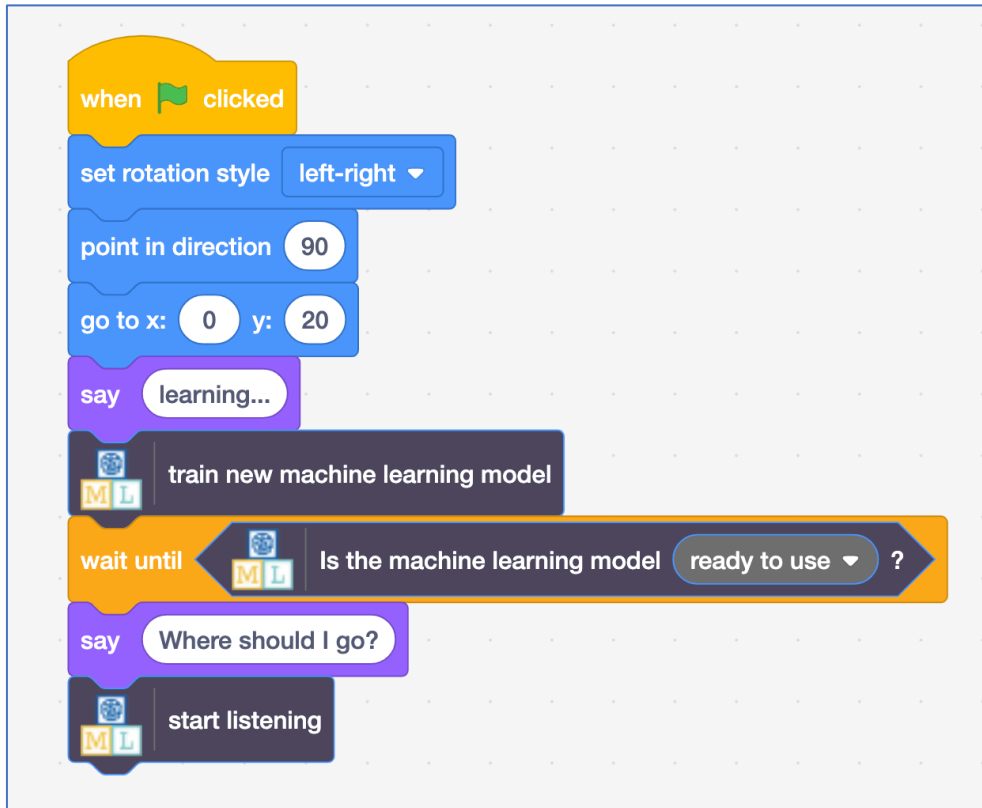 when clicked
set rotation style left-right
point in direction 90
go to x: 0 y: 20
say learning...
ML train new machine learning model
wait until ML Is the machine learning model ready to use ?
say Where should I go?
ML start listening